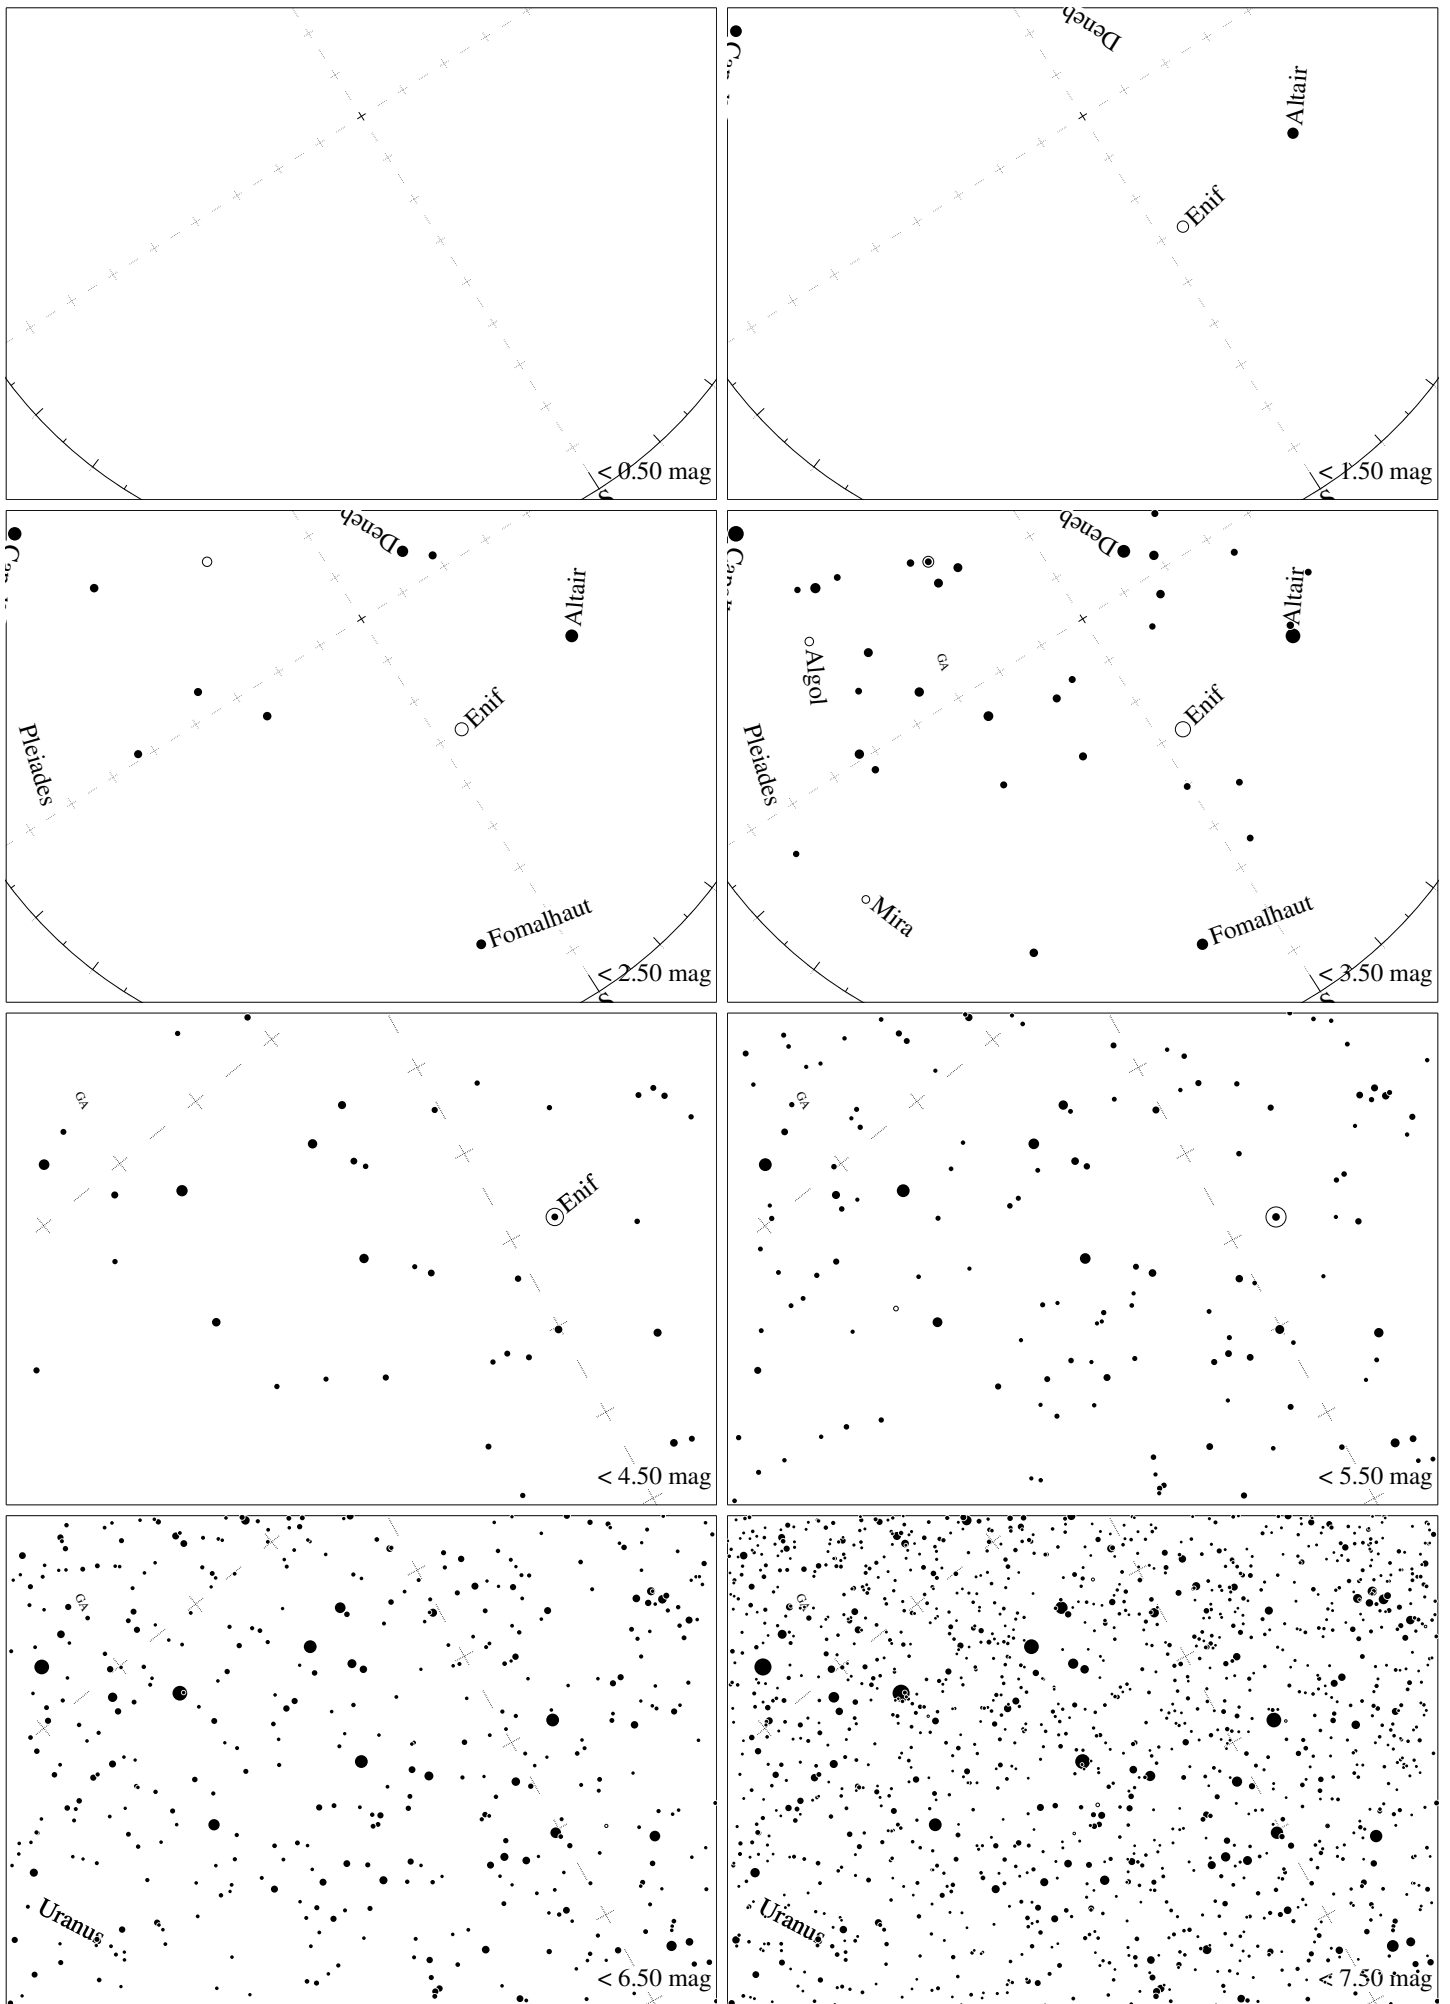 < 0.50 mag
Deneb
Altair
Enif
< 1.50 mag
Deneb
Altair
Enif
Pleiades
Fomalhaut
< 2.50 mag
Deneb
Altair
Algol
GA
Enif
Pleiades
Mira
Fomalhaut
< 3.50 mag
GA
Enif
< 4.50 mag
GA
< 5.50 mag
GA
Uranus
< 6.50 mag
GA
Uranus
< 7.50 mag